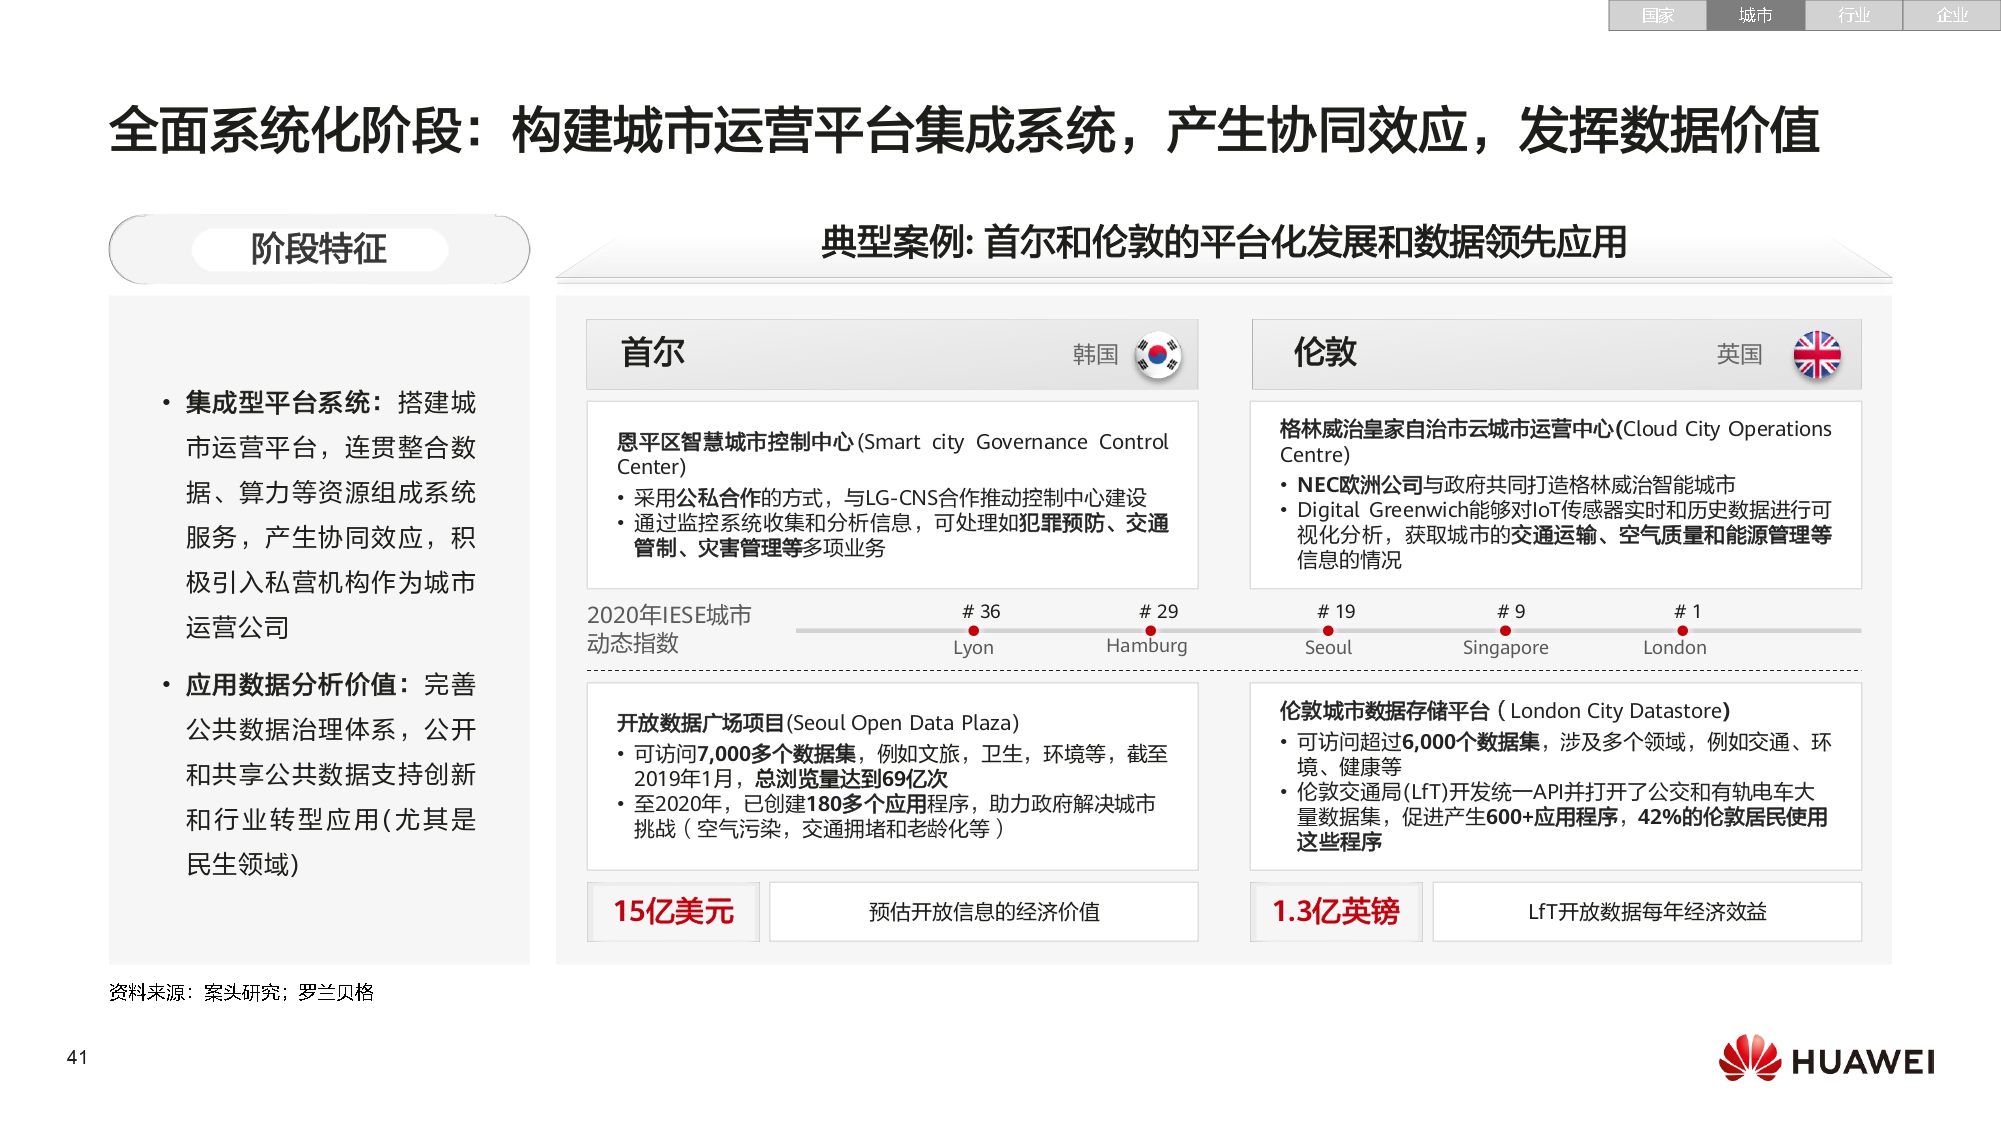 国家 城市 行业 企业
全面系统化阶段：构建城市运营平台集成系统，产生协同效应，发挥数据价值
阶段特征
• 集成型平台系统：搭建城
市运营平台，连贯整合数
据、算力等资源组成系统
服务，产生协同效应，积
极引入私营机构作为城市
运营公司
• 应用数据分析价值：完善
公共数据治理体系，公开
和共享公共数据支持创新
和行业转型应用(尤其是
民生领域)
典型案例: 首尔和伦敦的平台化发展和数据领先应用
首尔 韩国
恩平区智慧城市控制中心(Smart city Governance Control
Center)
• 采用公私合作的方式，与LG-CNS合作推动控制中心建设
• 通过监控系统收集和分析信息，可处理如犯罪预防、交通
管制、灾害管理等多项业务
伦敦 英国
格林威治皇家自治市云城市运营中心(Cloud City Operations
Centre)
• NEC欧洲公司与政府共同打造格林威治智能城市
• Digital Greenwich能够对IoT传感器实时和历史数据进行可
视化分析，获取城市的交通运输、空气质量和能源管理等
信息的情况
2020年IESE城市
动态指数
# 36 # 29 # 19 # 9 # 1
Lyon Hamburg Seoul Singapore London
开放数据广场项目(Seoul Open Data Plaza)
• 可访问7,000多个数据集，例如文旅，卫生，环境等，截至
2019年1月，总浏览量达到69亿次
• 至2020年，已创建180多个应用程序，助力政府解决城市
挑战（空气污染，交通拥堵和老龄化等）
15亿美元 预估开放信息的经济价值
伦敦城市数据存储平台（London City Datastore)
• 可访问超过6,000个数据集，涉及多个领域，例如交通、环
境、健康等
• 伦敦交通局(LfT)开发统一API并打开了公交和有轨电车大
量数据集，促进产生600+应用程序，42%的伦敦居民使用
这些程序
1.3亿英镑 LfT开放数据每年经济效益
资料来源：案头研究；罗兰贝格
41
HUAWEI